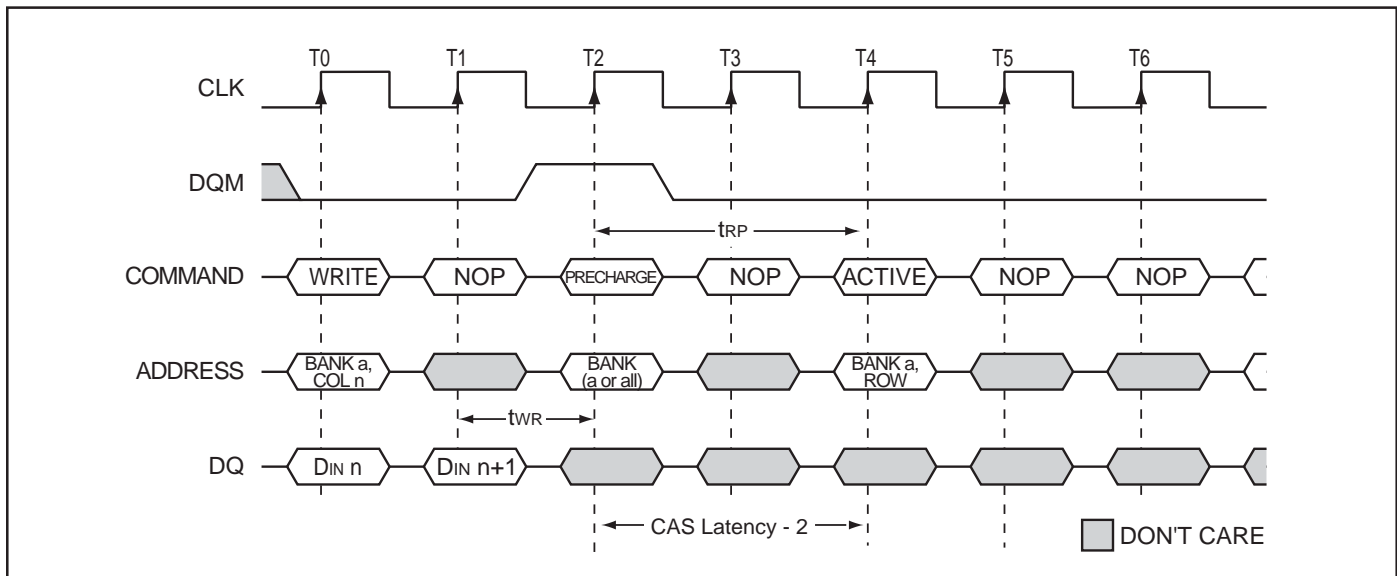 T0 T1 T2 T3 T4 T5 T6
CLK
DQM
tRP
COMMAND WRITE NOP PRECHARGE NOP ACTIVE NOP NOP
ADDRESS BANK a, COL n BANK (a or all) BANK a, ROW
tWR
DQ DIN n DIN n+1
CAS Latency - 2
DON'T CARE